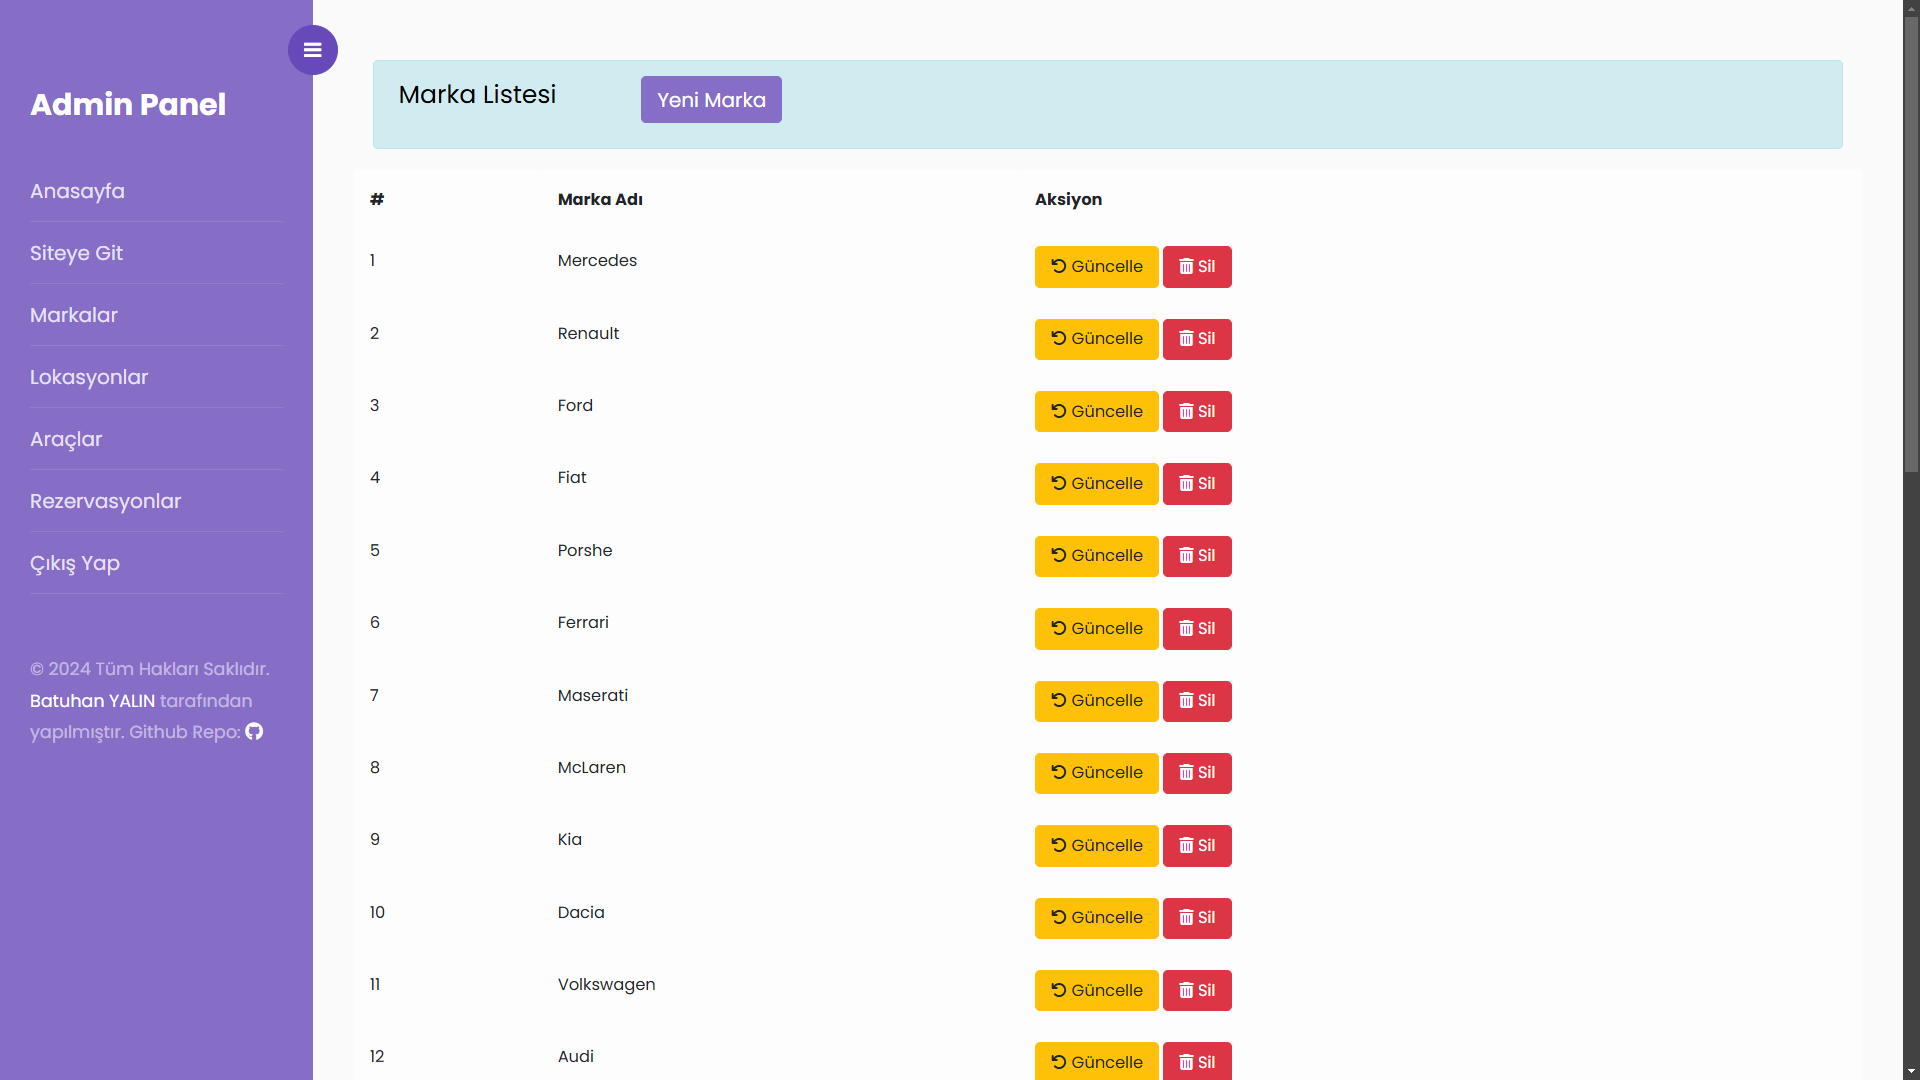 Admin Panel
Anasayfa
Siteye Git
Markalar
Lokasyonlar
Araçlar
Rezervasyonlar
Çıkış Yap
© 2024 Tüm Hakları Saklıdır.
Batuhan YALIN tarafından
yapılmıştır. Github Repo:
Marka Listesi Yeni Marka
# Marka Adı Aksiyon
1 Mercedes Güncelle Sil
2 Renault Güncelle Sil
3 Ford Güncelle Sil
4 Fiat Güncelle Sil
5 Porshe Güncelle Sil
6 Ferrari Güncelle Sil
7 Maserati Güncelle Sil
8 McLaren Güncelle Sil
9 Kia Güncelle Sil
10 Dacia Güncelle Sil
11 Volkswagen Güncelle Sil
12 Audi Güncelle Sil